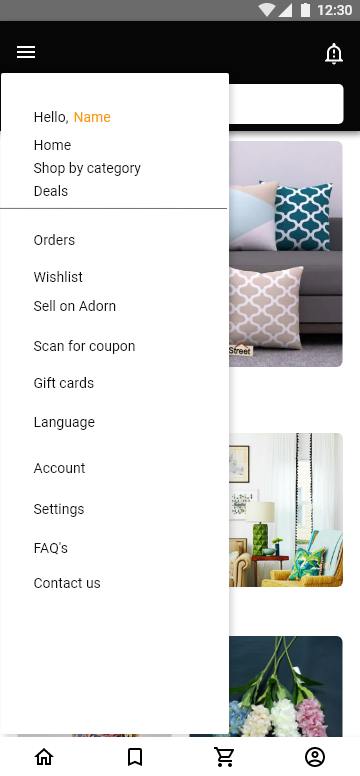 12:30
Hello, Name
Home
Shop by category
Deals
Street
Orders
Wishlist
Sell on Adorn
Scan for coupon
Gift cards
Language
Account
Settings
FAQ's
Contact us